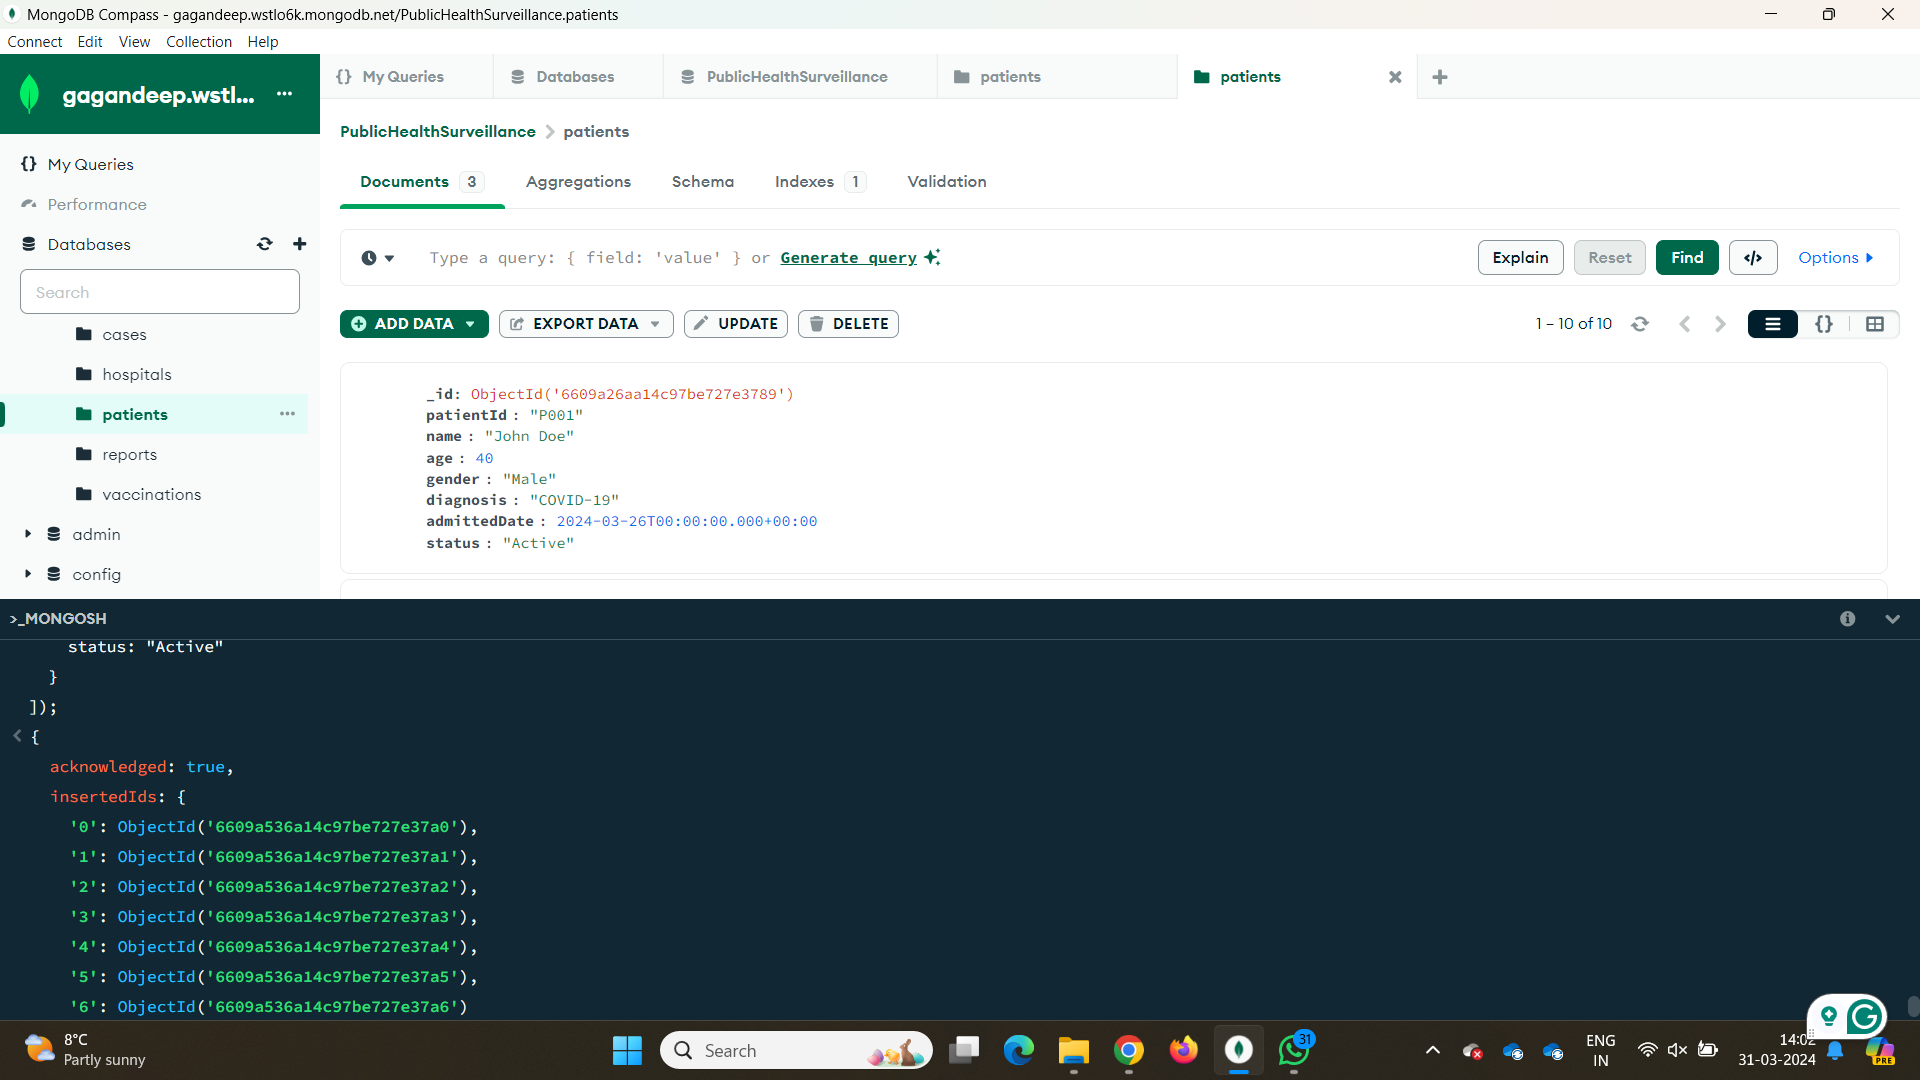 MongoDB Compass - gagandeep.wstlo6k.mongodb.net/PublicHealthSurveillance.patients
Connect Edit View Collection Help
gagandeep.wstl... ...
{} My Queries
Performance
Databases
Search
cases
hospitals
patients
reports
vaccinations
admin
config
{} My Queries Databases PublicHealthSurveillance patients patients
PublicHealthSurveillance > patients
Documents 3 Aggregations Schema Indexes 1 Validation
Type a query: { field: 'value' } or Generate query Explain Reset Find </> Options
ADD DATA EXPORT DATA UPDATE DELETE 1 – 10 of 10 {}
_id: ObjectId('6609a26aa14c97be727e3789')
patientId : "P001"
name : "John Doe"
age : 40
gender : "Male"
diagnosis : "COVID-19"
admittedDate : 2024-03-26T00:00:00.000+00:00
status : "Active"
>_MONGOSH
status: "Active"
}
]);
< {
acknowledged: true,
insertedIds: {
'0': ObjectId('6609a536a14c97be727e37a0'),
'1': ObjectId('6609a536a14c97be727e37a1'),
'2': ObjectId('6609a536a14c97be727e37a2'),
'3': ObjectId('6609a536a14c97be727e37a3'),
'4': ObjectId('6609a536a14c97be727e37a4'),
'5': ObjectId('6609a536a14c97be727e37a5'),
'6': ObjectId('6609a536a14c97be727e37a6')
8°C
Partly sunny
Search
31
ENG
IN
14:02
31-03-2024
PRE